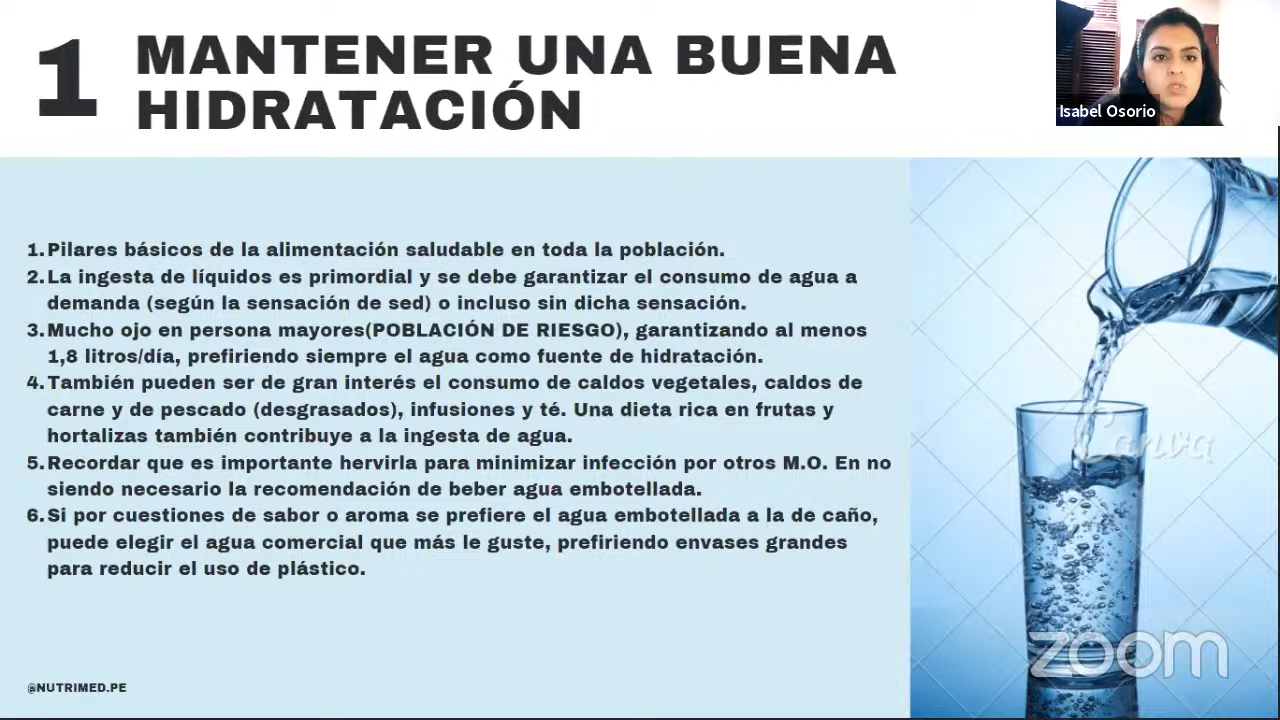 1 MANTENER UNA BUENA
HIDRATACIÓN
Isabel Osorio
1. Pilares básicos de la alimentación saludable en toda la población.
2. La ingesta de líquidos es primordial y se debe garantizar el consumo de agua a
demanda (según la sensación de sed) o incluso sin dicha sensación.
3. Mucho ojo en persona mayores(POBLACIÓN DE RIESGO), garantizando al menos
1,8 litros/día, prefiriendo siempre el agua como fuente de hidratación.
4. También pueden ser de gran interés el consumo de caldos vegetales, caldos de
carne y de pescado (desgrasados), infusiones y té. Una dieta rica en frutas y
hortalizas también contribuye a la ingesta de agua.
5. Recordar que es importante hervirla para minimizar infección por otros M.O. En no
siendo necesario la recomendación de beber agua embotellada.
6. Si por cuestiones de sabor o aroma se prefiere el agua embotellada a la de caño,
puede elegir el agua comercial que más le guste, prefiriendo envases grandes
para reducir el uso de plástico.
Canva
zoom
@NUTRIMED.PE